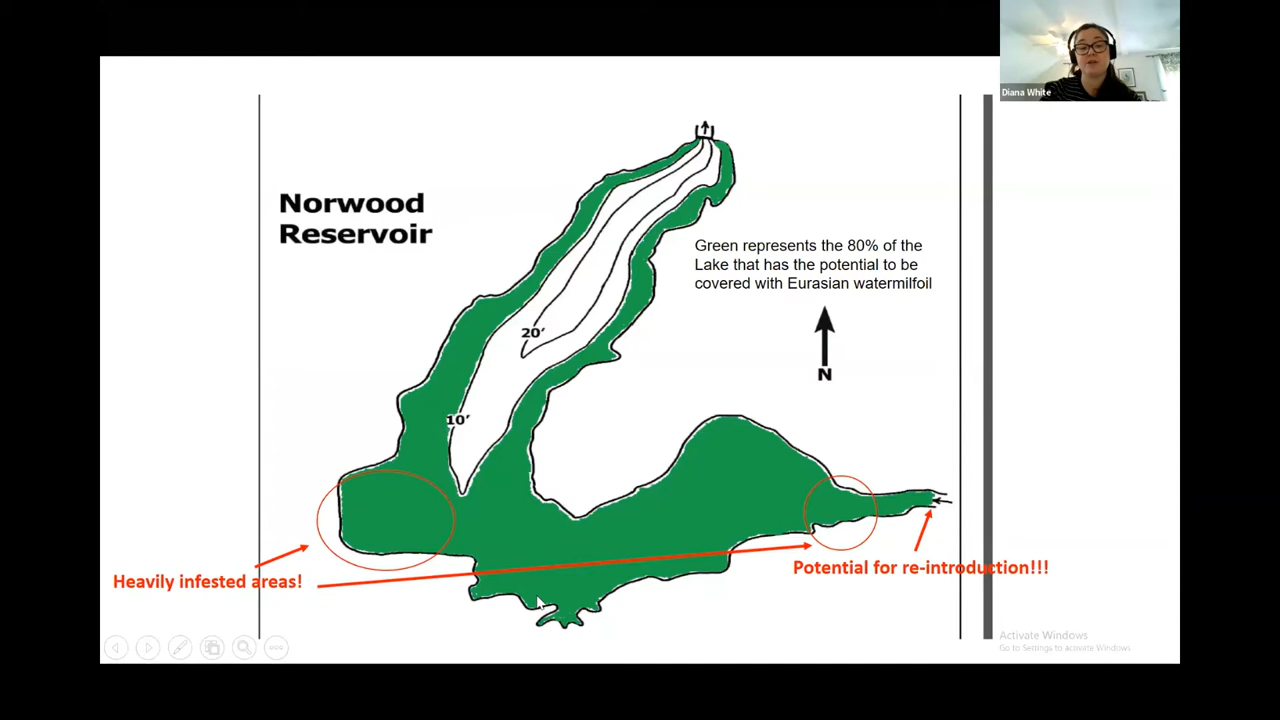 Diana White
Norwood
Reservoir
Green represents the 80% of the
Lake that has the potential to be
covered with Eurasian watermilfoil
N
20'
10'
Heavily infested areas!
Potential for re-introduction!!!
Activate Windows
Go to Settings to activate Windows.